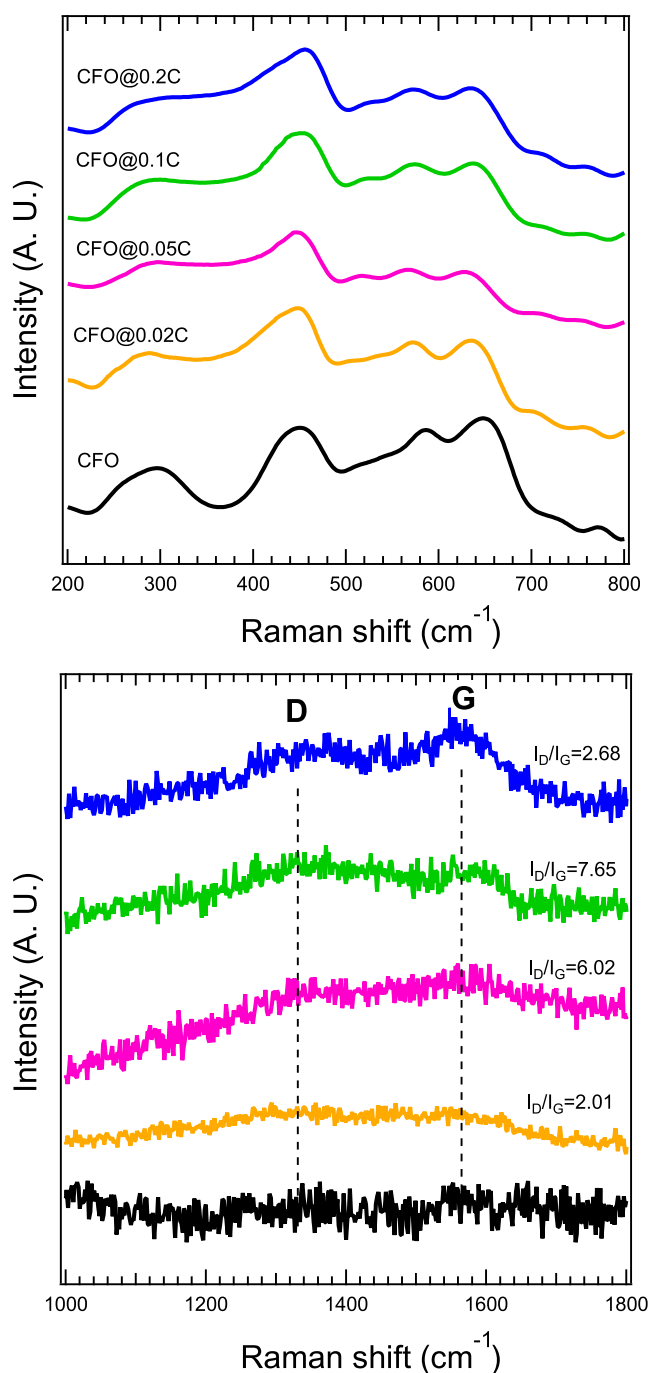 CFO@0.2C
CFO@0.1C
CFO@0.05C
CFO@0.02C
CFO
Intensity (A. U.)
200 300 400 500 600 700 800
Raman shift (cm⁻¹)
D G
I_D/I_G=2.68
I_D/I_G=7.65
I_D/I_G=6.02
I_D/I_G=2.01
Intensity (A. U.)
1000 1200 1400 1600 1800
Raman shift (cm⁻¹)